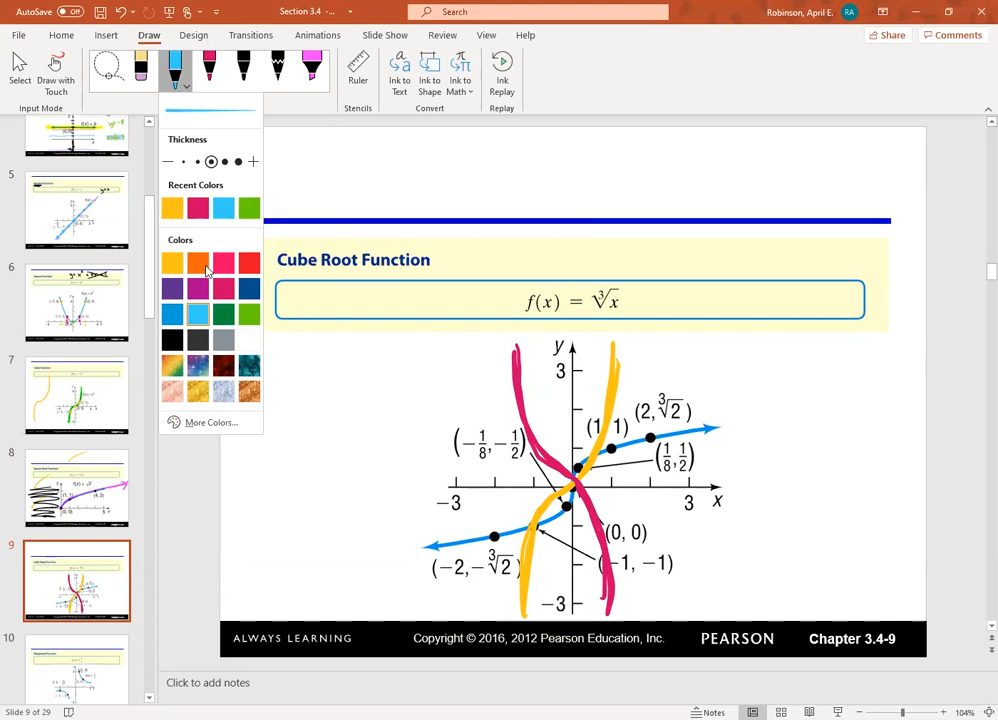 AutoSave Off Section 3.4 -... Search Robinson, April E. RA
File Home Insert Draw Design Transitions Animations Slide Show Review View Help Share Comments
Select Draw with Touch Ruler Ink to Text Ink to Shape Ink to Math Ink Replay
Input Mode Stencils Convert Replay
Thickness
Recent Colors
Colors
More Colors...
5
6
7
8
9
10
Cube Root Function
f(x) = ∛x
y
3
(2, ∛2)
(1, 1)
(−1/8, −1/2)
(1/8, 1/2)
−3 3 x
(0, 0)
(−2, −∛2) (−1, −1)
−3
ALWAYS LEARNING Copyright © 2016, 2012 Pearson Education, Inc. PEARSON Chapter 3.4-9
Click to add notes
Slide 9 of 29 Notes 104%